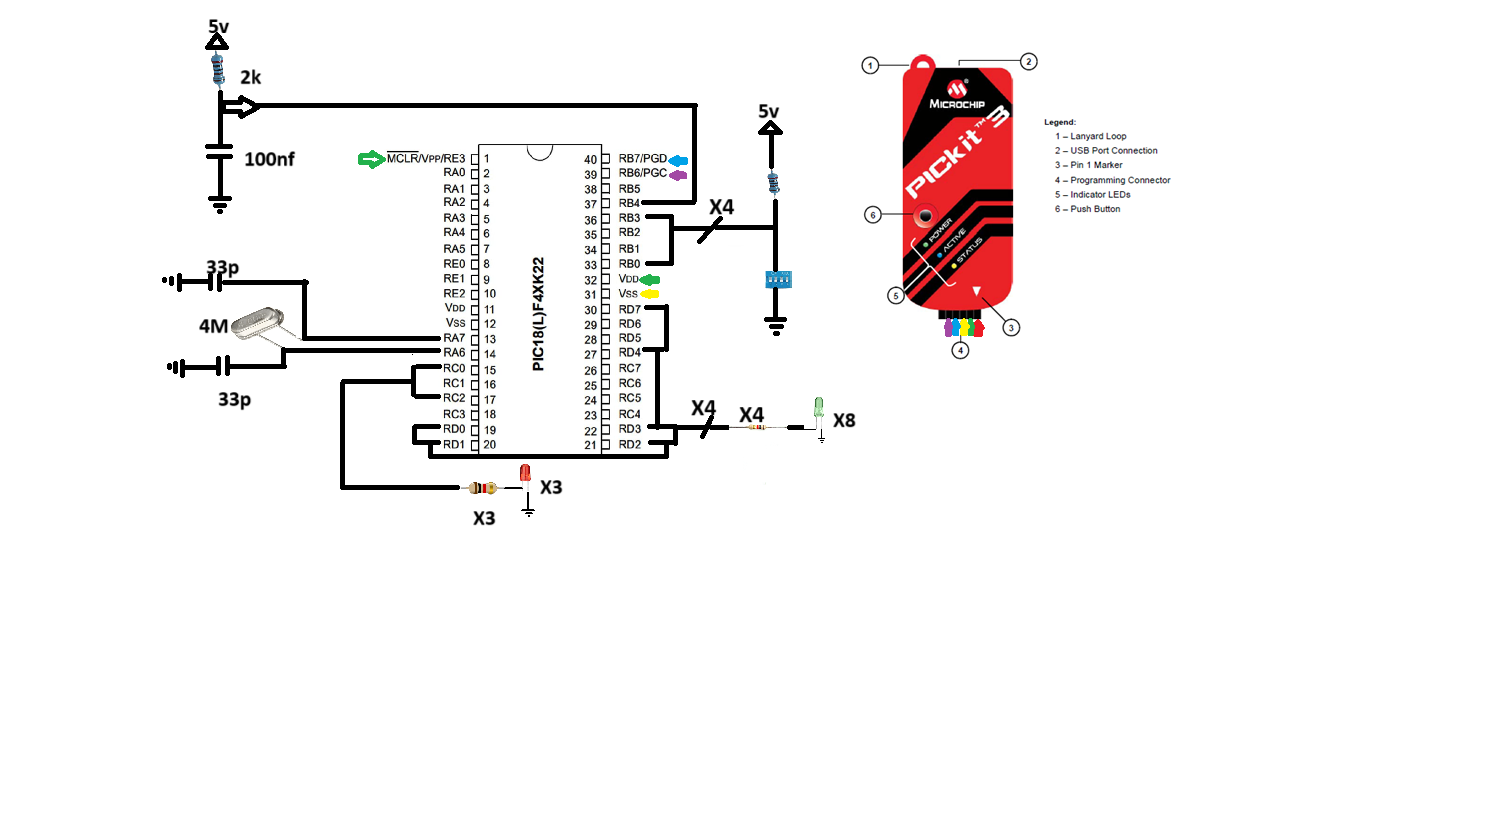 5v
2k
100nf
5v
X4
33p
4M
33p
MCLR/VPP/RE3 1
RA0 2
RA1 3
RA2 4
RA3 5
RA4 6
RA5 7
RE0 8
RE1 9
RE2 10
VDD 11
VSS 12
RA7 13
RA6 14
RC0 15
RC1 16
RC2 17
RC3 18
RD0 19
RD1 20
PIC18(L)F4XK22
40 RB7/PGD
39 RB6/PGC
38 RB5
37 RB4
36 RB3
35 RB2
34 RB1
33 RB0
32 VDD
31 VSS
30 RD7
29 RD6
28 RD5
27 RD4
26 RC7
25 RC6
24 RC5
23 RC4
22 RD3
21 RD2
X4
X4
X8
X3
X3
1
2
MICROCHIP
PICkit™ 3
6
POWER
ACTIVE
STATUS
5
3
4
Legend:
1 – Lanyard Loop
2 – USB Port Connection
3 – Pin 1 Marker
4 – Programming Connector
5 – Indicator LEDs
6 – Push Button